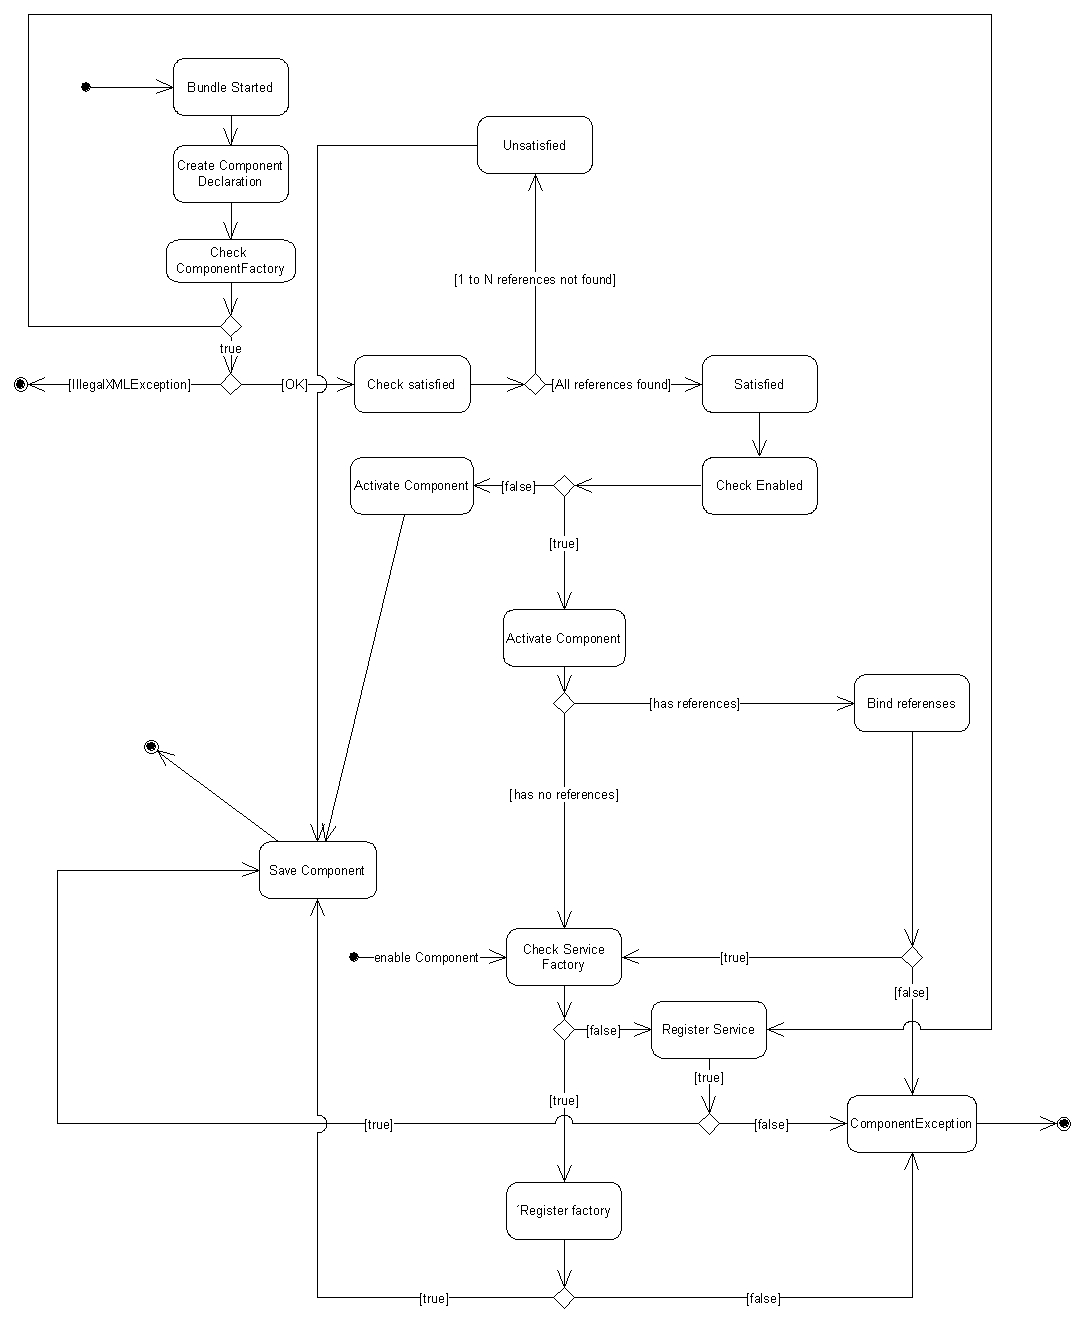 Bundle Started
Unsatisfied
Create Component
Declaration
Check
ComponentFactory
[1 to N references not found]
true
[IllegalXMLException]
[OK]
Check satisfied
[All references found]
Satisfied
Activate Component
[false]
Check Enabled
[true]
Activate Component
[has references]
Bind referenses
[has no references]
Save Component
enable Component
Check Service
Factory
[true]
[false]
[false]
Register Service
[true]
[true]
[true]
[false]
ComponentException
´Register factory
[true]
[false]